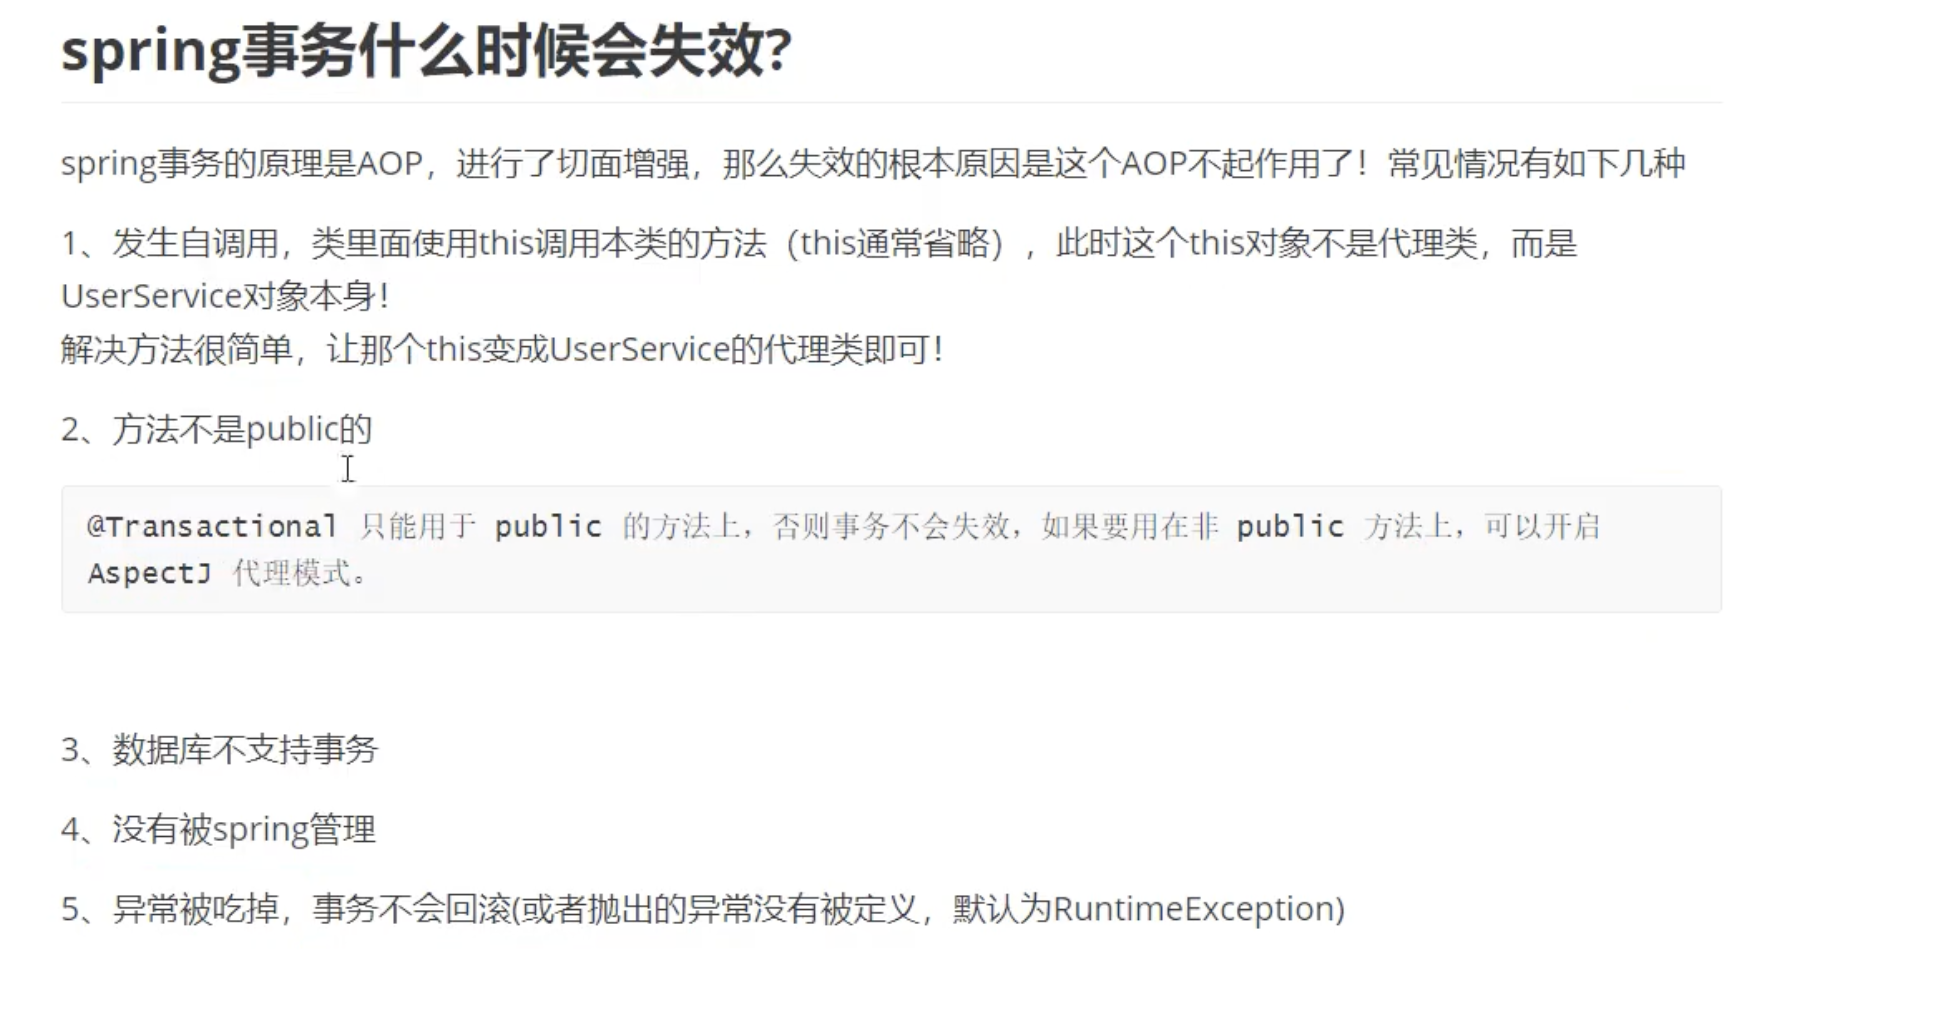 spring事务什么时候会失效?
spring事务的原理是AOP，进行了切面增强，那么失效的根本原因是这个AOP不起作用了！常见情况有如下几种
1、发生自调用，类里面使用this调用本类的方法（this通常省略），此时这个this对象不是代理类，而是
UserService对象本身！
解决方法很简单，让那个this变成UserService的代理类即可！
2、方法不是public的
@Transactional 只能用于 public 的方法上，否则事务不会失效，如果要用在非 public 方法上，可以开启
AspectJ 代理模式。
3、数据库不支持事务
4、没有被spring管理
5、异常被吃掉，事务不会回滚(或者抛出的异常没有被定义，默认为RuntimeException)